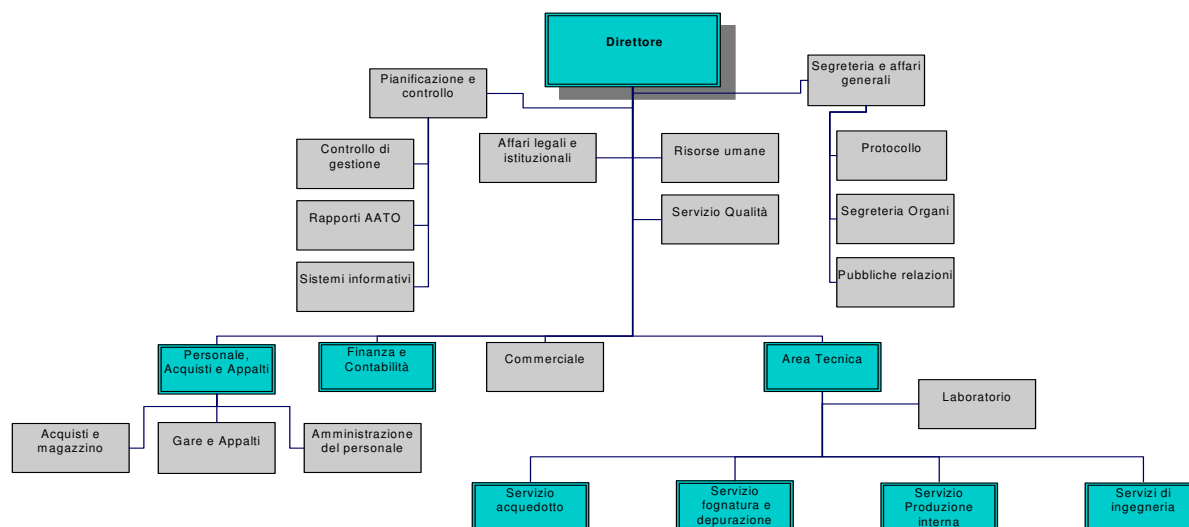 Direttore
Pianificazione e
controllo
Segreteria e affari
generali
Controllo di
gestione
Affari legali e
istituzionali
Risorse umane
Protocollo
Rapporti AATO
Servizio Qualità
Segreteria Organi
Sistemi informativi
Pubbliche relazioni
Personale,
Acquisti e Appalti
Finanza e
Contabilità
Commerciale
Area Tecnica
Laboratorio
Acquisti e
magazzino
Gare e Appalti
Amministrazione
del personale
Servizio
acquedotto
Servizio
fognatura e
depurazione
Servizio
Produzione
interna
Servizi di
ingegneria